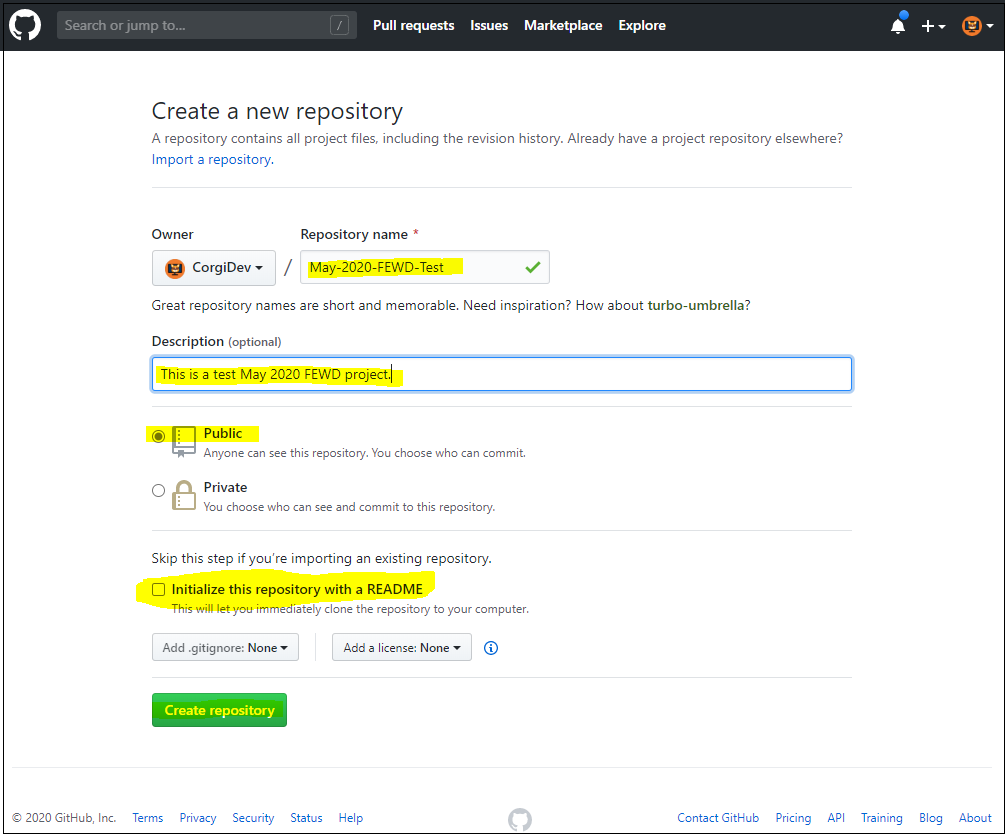 Search or jump to... / Pull requests Issues Marketplace Explore
Create a new repository
A repository contains all project files, including the revision history. Already have a project repository elsewhere?
Import a repository.
Owner Repository name *
CorgiDev / May-2020-FEWD-Test
Great repository names are short and memorable. Need inspiration? How about turbo-umbrella?
Description (optional)
This is a test May 2020 FEWD project.
Public
Anyone can see this repository. You choose who can commit.
Private
You choose who can see and commit to this repository.
Skip this step if you're importing an existing repository.
Initialize this repository with a README
This will let you immediately clone the repository to your computer.
Add .gitignore: None Add a license: None
Create repository
© 2020 GitHub, Inc. Terms Privacy Security Status Help Contact GitHub Pricing API Training Blog About